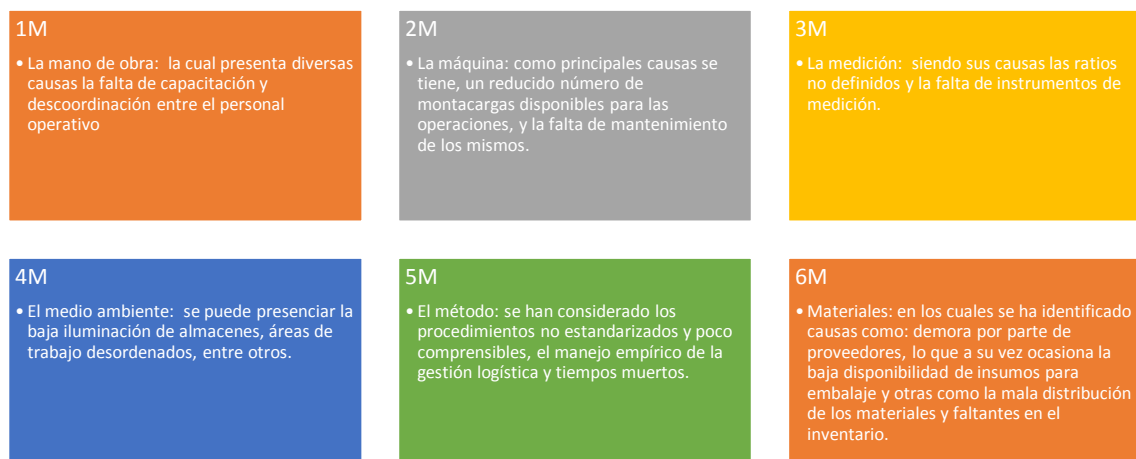 1M
• La mano de obra:  la cual presenta diversas
causas la falta de capacitación y
descoordinación entre el personal
operativo
2M
• La máquina: como principales causas se
tiene, un reducido número de
montacargas disponibles para las
operaciones, y la falta de mantenimiento
de los mismos.
3M
• La medición:  siendo sus causas las ratios
no definidos y la falta de instrumentos de
medición.
4M
• El medio ambiente:  se puede presenciar la
baja iluminación de almacenes, áreas de
trabajo desordenados, entre otros.
5M
• El método: se han considerado los
procedimientos no estandarizados y poco
comprensibles, el manejo empírico de la
gestión logística y tiempos muertos.
6M
• Materiales: en los cuales se ha identificado
causas como: demora por parte de
proveedores, lo que a su vez ocasiona la
baja disponibilidad de insumos para
embalaje y otras como la mala distribución
de los materiales y faltantes en el
inventario.